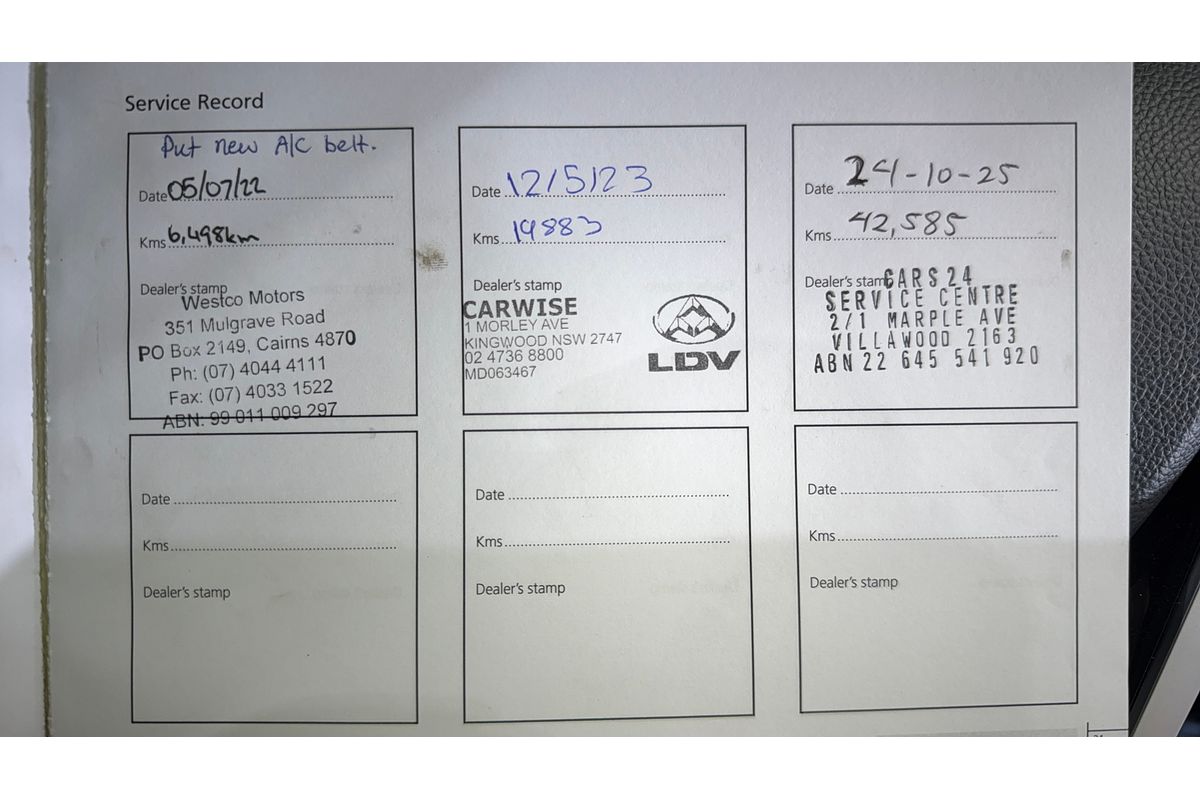 Service Record
Put new A/C belt.
Date 05/07/22
Kms 6,498km
Dealer's stamp
Westco Motors
351 Mulgrave Road
PO Box 2149, Cairns 4870
Ph: (07) 4044 4111
Fax: (07) 4033 1522
ABN: 99 011 009 297
Date 12/5/23
Kms 19883
Dealer's stamp
CARWISE
1 MORLEY AVE
KINGWOOD NSW 2747
02 4736 8800
MD063467
LDV
Date 24-10-25
Kms 42,585
Dealer's stamp
CARS 24
SERVICE CENTRE
2/1 MARPLE AVE
VILLAWOOD 2163
ABN 22 645 541 920
Date
Kms
Dealer's stamp
Date
Kms
Dealer's stamp
Date
Kms
Dealer's stamp